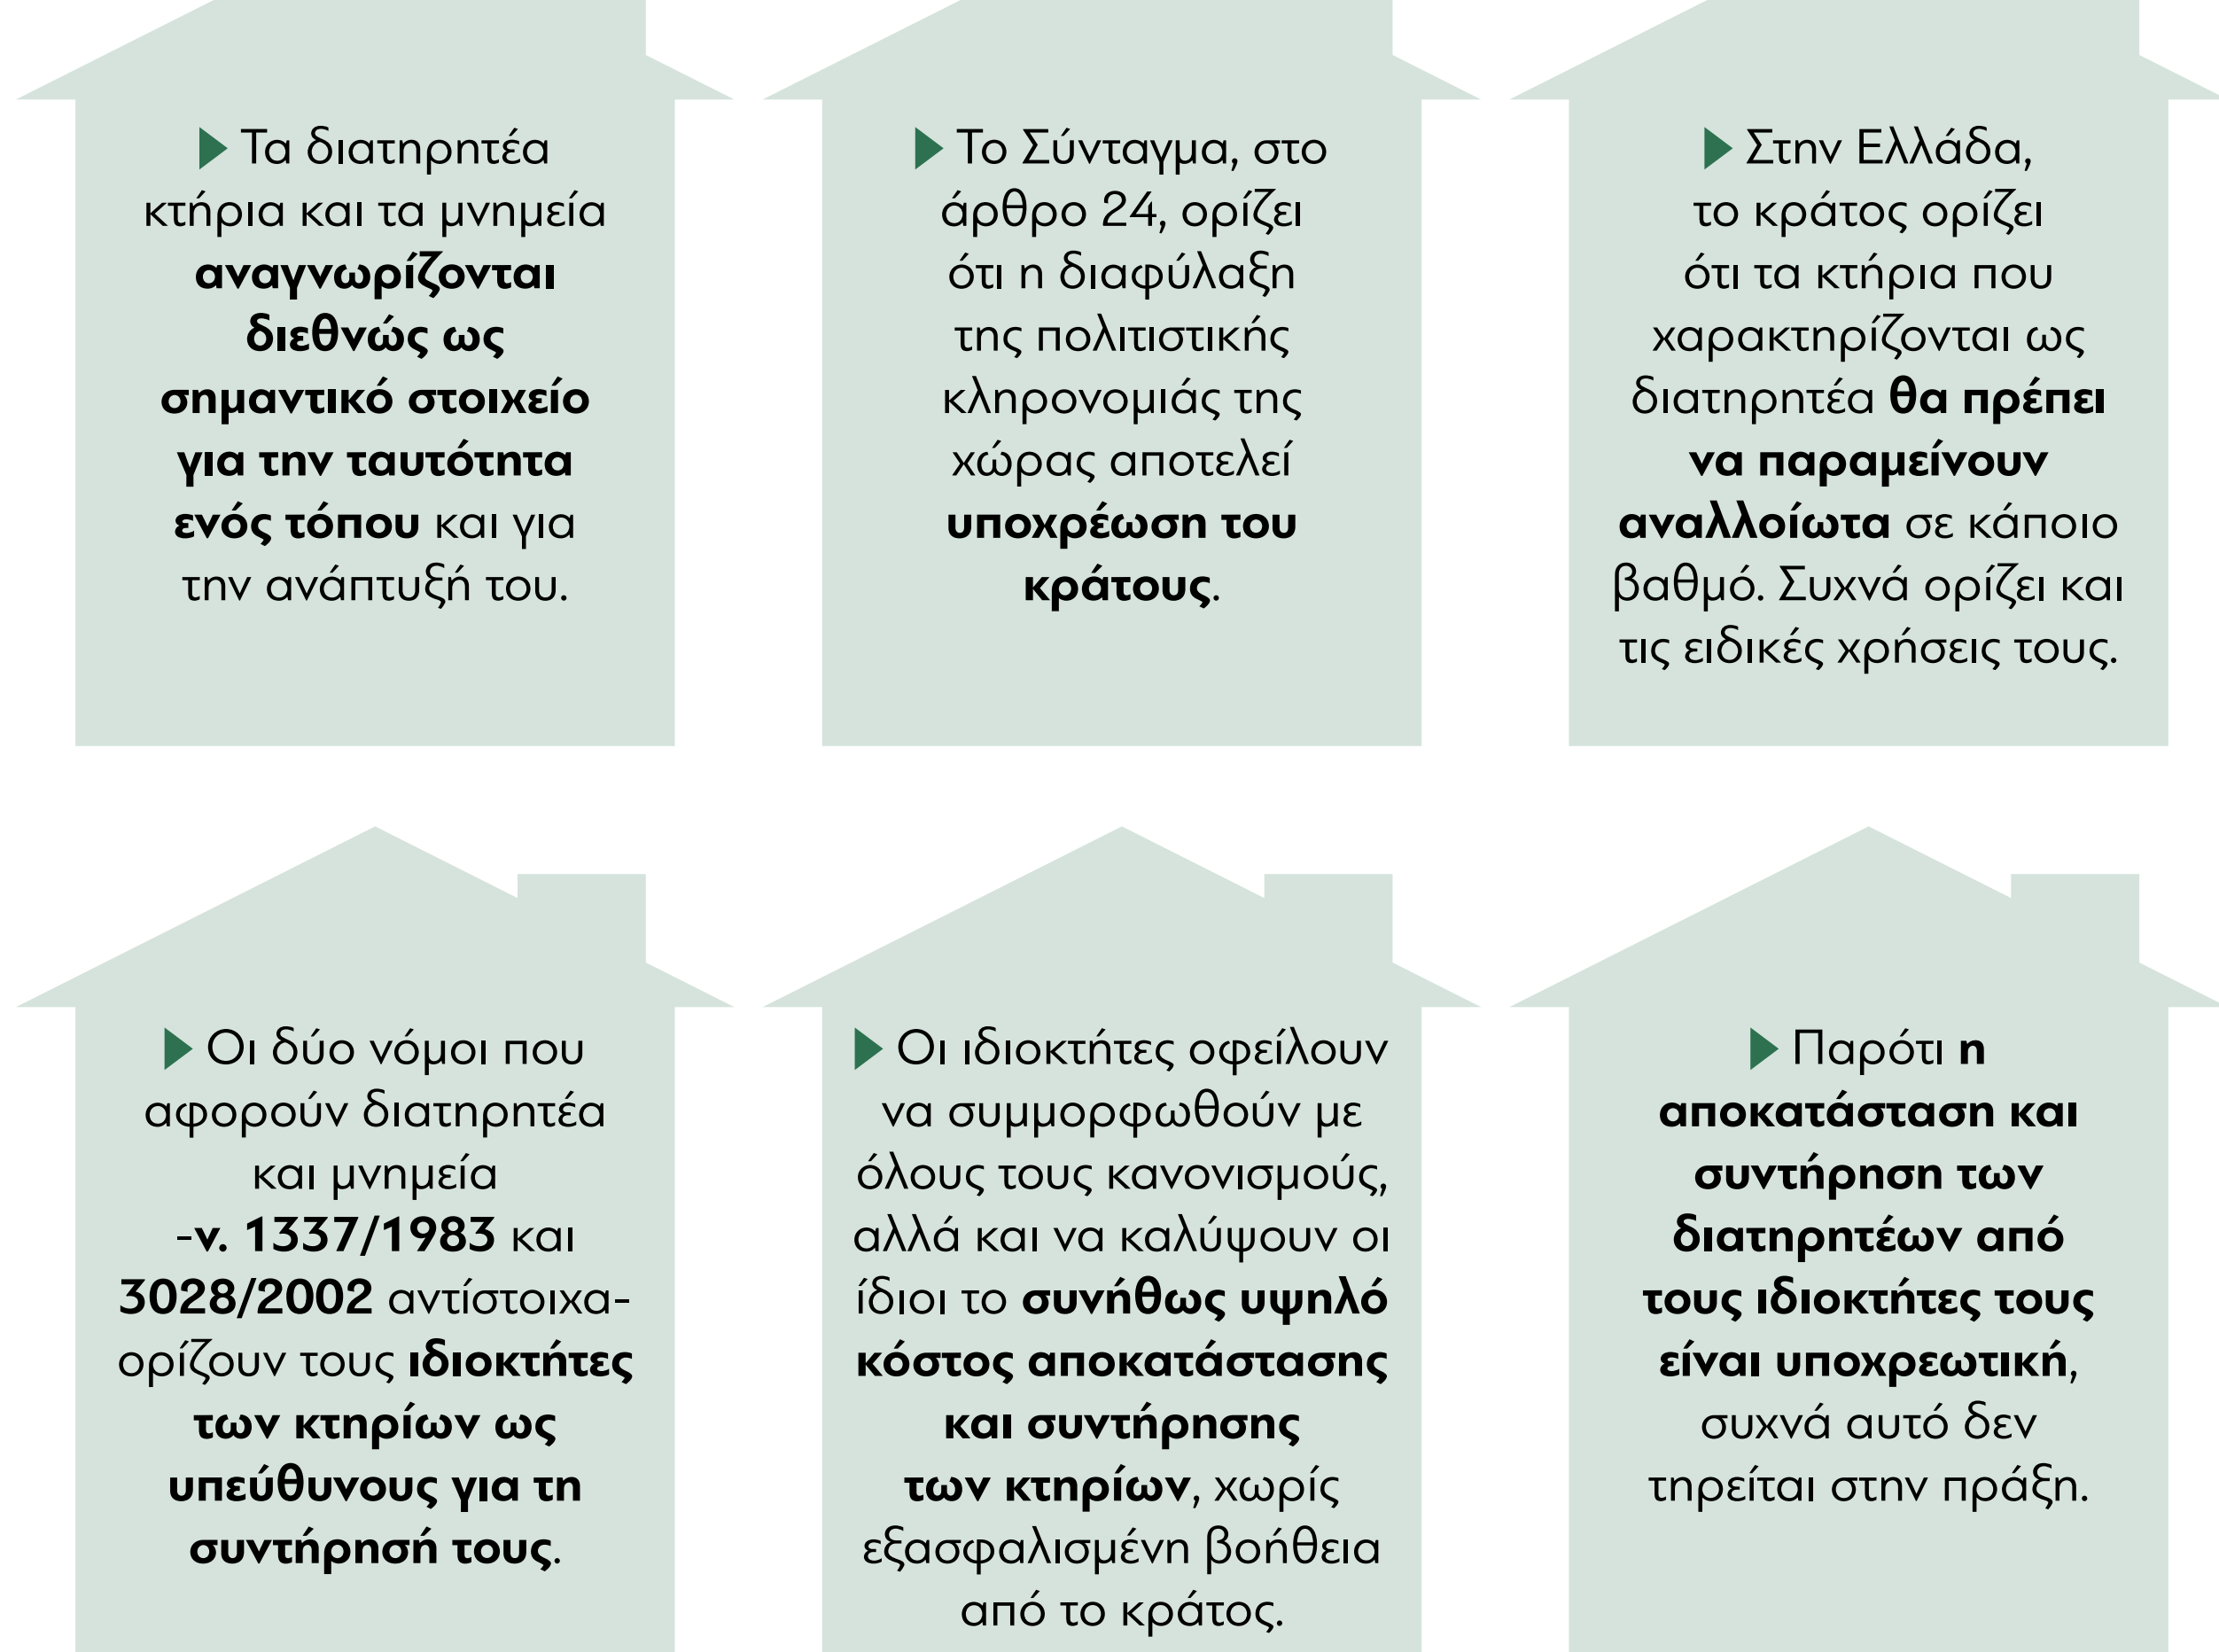 Τα διατηρητέα
κτήρια και τα μνημεία
αναγνωρίζονται
διεθνώς ως
σημαντικό στοιχείο
για την ταυτότητα
ενός τόπου και για
την ανάπτυξή του.
Το Σύνταγμα, στο
άρθρο 24, ορίζει
ότι η διαφύλαξη
της πολιτιστικής
κληρονομιάς της
χώρας αποτελεί
υποχρέωση του
κράτους.
Στην Ελλάδα,
το κράτος ορίζει
ότι τα κτήρια που
χαρακτηρίζονται ως
διατηρητέα θα πρέπει
να παραμείνουν
αναλλοίωτα σε κάποιο
βαθμό. Συχνά ορίζει και
τις ειδικές χρήσεις τους.
Οι δύο νόμοι που
αφορούν διατηρητέα
και μνημεία
-ν. 1337/1983 και
3028/2002 αντίστοιχα-
ορίζουν τους ιδιοκτήτες
των κτηρίων ως
υπεύθυνους για τη
συντήρησή τους.
Οι ιδιοκτήτες οφείλουν
να συμμορφωθούν με
όλους τους κανονισμούς,
αλλά και να καλύψουν οι
ίδιοι το συνήθως υψηλό
κόστος αποκατάστασης
και συντήρησης
των κτηρίων, χωρίς
εξασφαλισμένη βοήθεια
από το κράτος.
Παρότι η
αποκατάσταση και
συντήρηση των
διατηρητέων από
τους ιδιοκτήτες τους
είναι υποχρεωτική,
συχνά αυτό δεν
τηρείται στην πράξη.